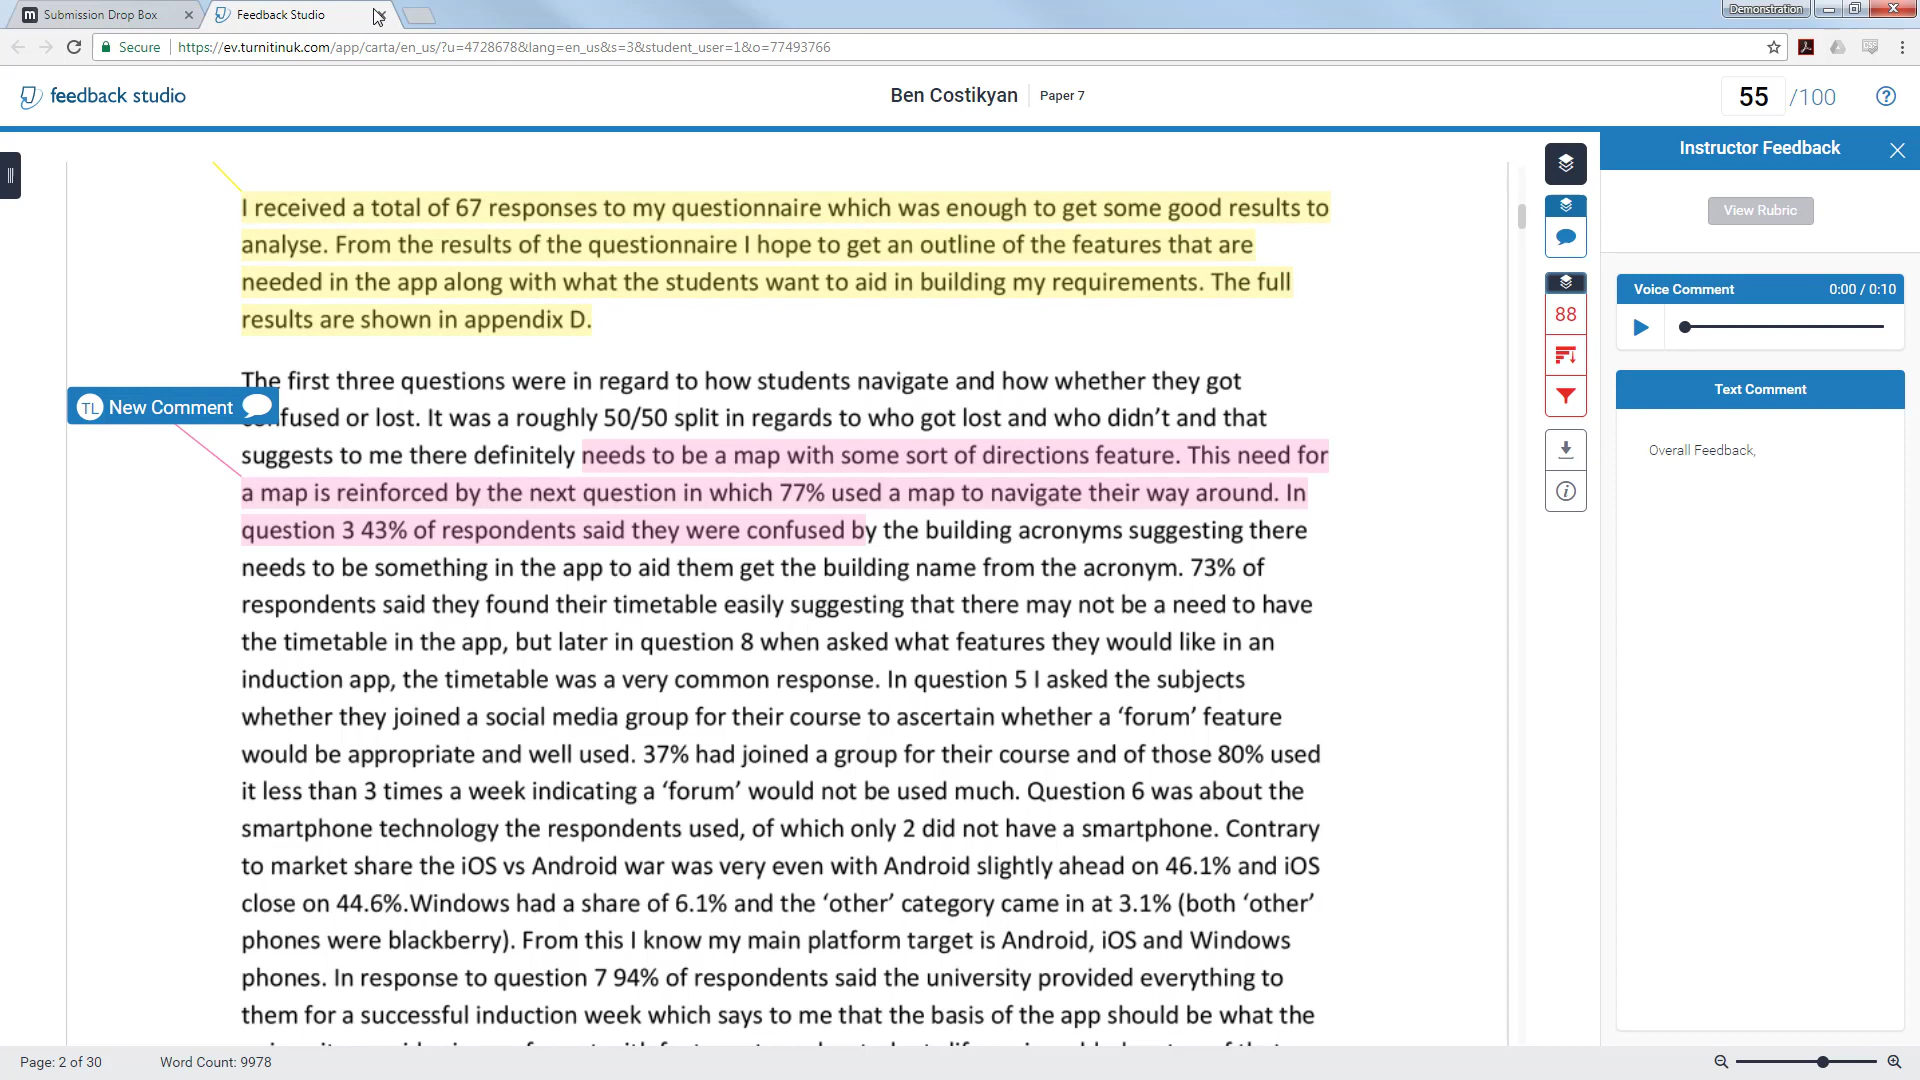 Submission Drop Box
Feedback Studio
Demonstration
Secure
https://ev.turnitinuk.com/app/carta/en_us/?u=4728678&lang=en_us&s=3&student_user=1&o=77493766
feedback studio
Ben Costikyan
Paper 7
55 /100
Instructor Feedback
View Rubric
Voice Comment 0:00 / 0:10
Text Comment
Overall Feedback,
88
I received a total of 67 responses to my questionnaire which was enough to get some good results to
analyse. From the results of the questionnaire I hope to get an outline of the features that are
needed in the app along with what the students want to aid in building my requirements. The full
results are shown in appendix D.
The first three questions were in regard to how students navigate and how whether they got
TL New Comment
confused or lost. It was a roughly 50/50 split in regards to who got lost and who didn’t and that
suggests to me there definitely needs to be a map with some sort of directions feature. This need for
a map is reinforced by the next question in which 77% used a map to navigate their way around. In
question 3 43% of respondents said they were confused by the building acronyms suggesting there
needs to be something in the app to aid them get the building name from the acronym. 73% of
respondents said they found their timetable easily suggesting that there may not be a need to have
the timetable in the app, but later in question 8 when asked what features they would like in an
induction app, the timetable was a very common response. In question 5 I asked the subjects
whether they joined a social media group for their course to ascertain whether a ‘forum’ feature
would be appropriate and well used. 37% had joined a group for their course and of those 80% used
it less than 3 times a week indicating a ‘forum’ would not be used much. Question 6 was about the
smartphone technology the respondents used, of which only 2 did not have a smartphone. Contrary
to market share the iOS vs Android war was very even with Android slightly ahead on 46.1% and iOS
close on 44.6%.Windows had a share of 6.1% and the ‘other’ category came in at 3.1% (both ‘other’
phones were blackberry). From this I know my main platform target is Android, iOS and Windows
phones. In response to question 7 94% of respondents said the university provided everything to
them for a successful induction week which says to me that the basis of the app should be what the
Page: 2 of 30
Word Count: 9978